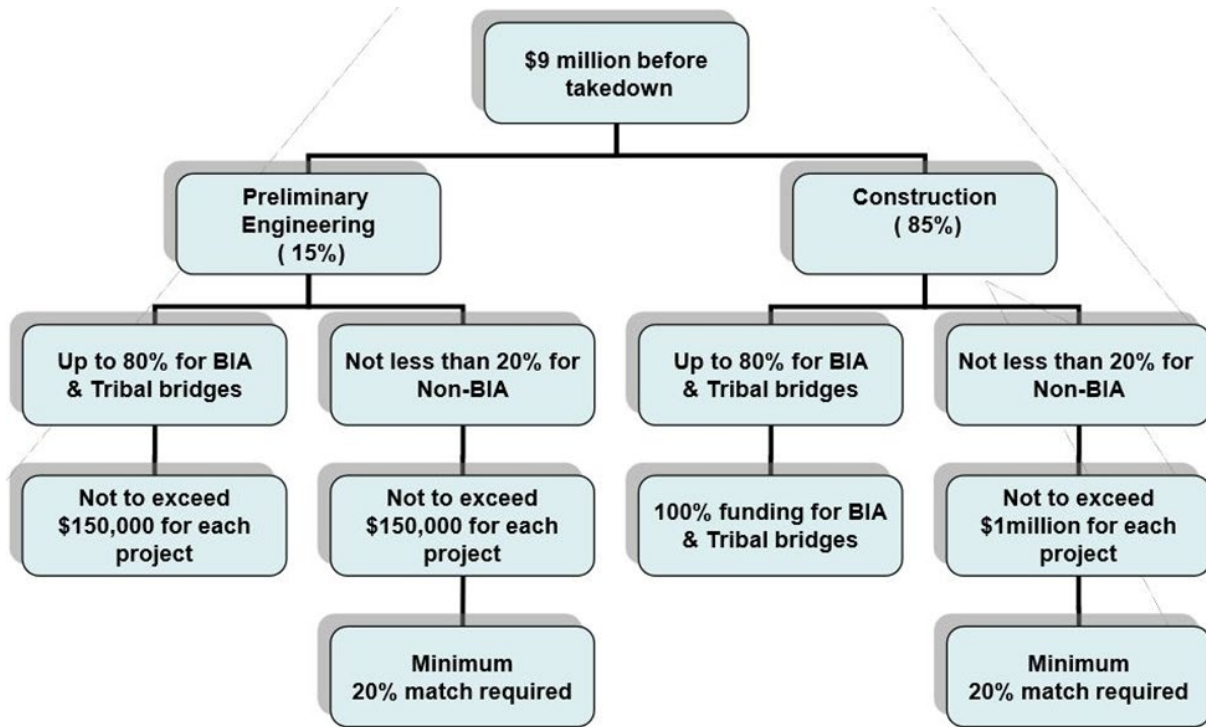 $9 million before
takedown
Preliminary
Engineering
( 15%)
Construction
( 85%)
Up to 80% for BIA
& Tribal bridges
Not less than 20% for
Non-BIA
Up to 80% for BIA
& Tribal bridges
Not less than 20% for
Non-BIA
Not to exceed
$150,000 for each
project
Not to exceed
$150,000 for each
project
100% funding for BIA
& Tribal bridges
Not to exceed
$1million for each
project
Minimum
20% match required
Minimum
20% match required